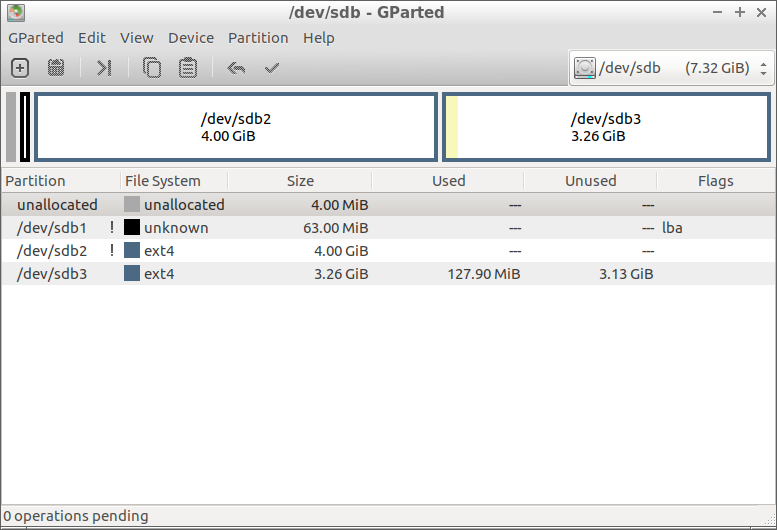 /dev/sdb - GParted
GParted Edit View Device Partition Help
/dev/sdb (7.32 GiB)
/dev/sdb2
4.00 GiB
/dev/sdb3
3.26 GiB
Partition File System Size Used Unused Flags
unallocated unallocated 4.00 MiB --- ---
/dev/sdb1 ! unknown 63.00 MiB --- --- lba
/dev/sdb2 ! ext4 4.00 GiB --- ---
/dev/sdb3 ext4 3.26 GiB 127.90 MiB 3.13 GiB
0 operations pending